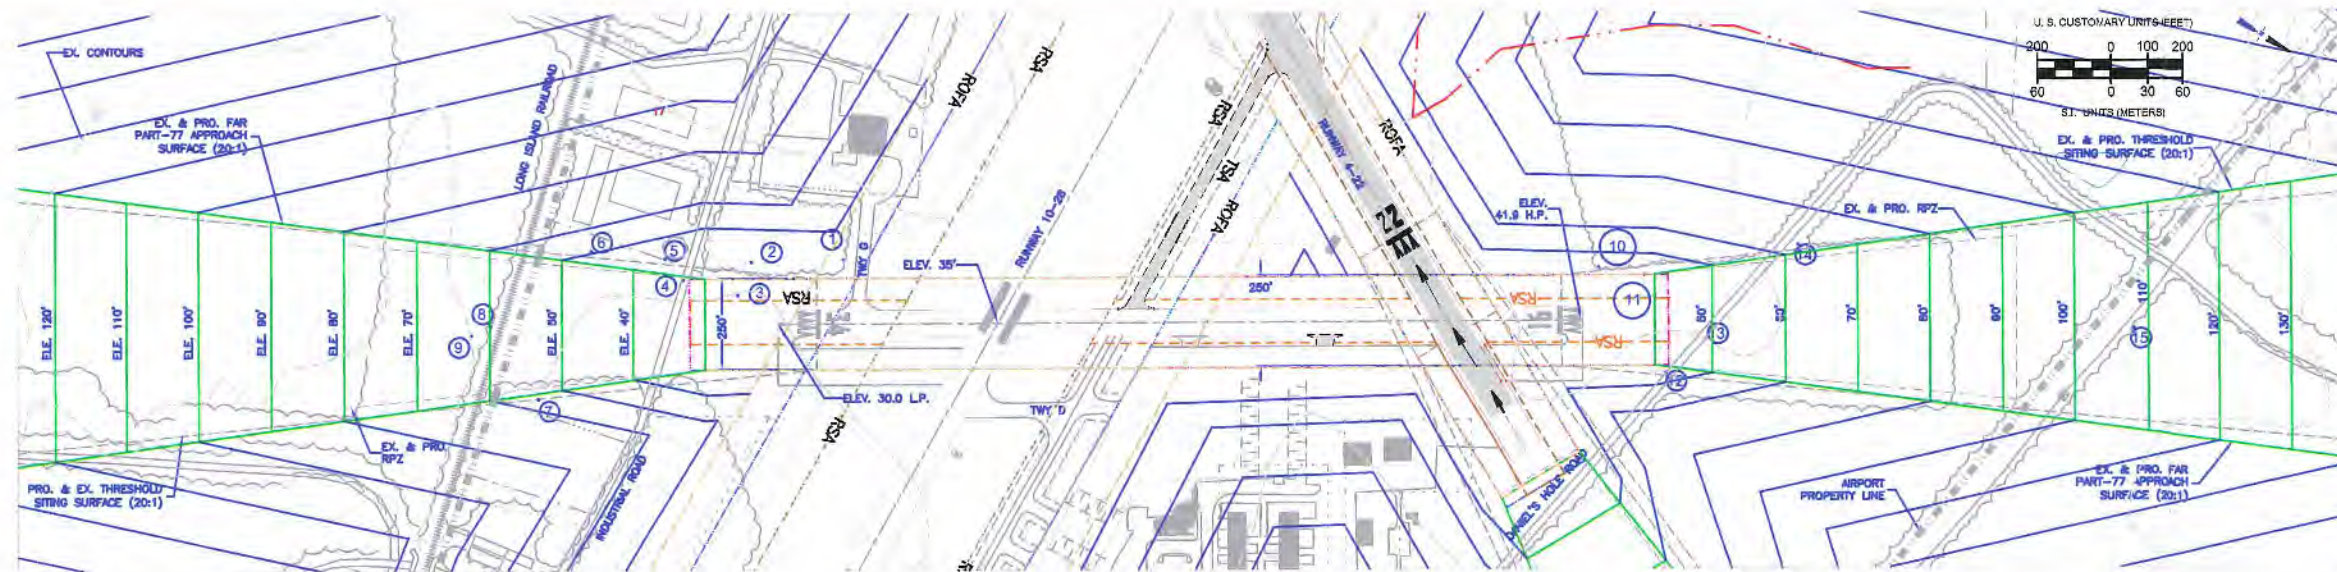 EX. CONTOURS
EX. & PRO. FAR
PART-77 APPROACH
SURFACE (20:1)
LONG ISLAND RAILROAD
17
ROFA
RSA
RSA
TSA
ROFA
RUNWAY 4-22
ROFA
22
U. S. CUSTOMARY UNITS (FEET)
200 0 100 200
60 0 30 60
S.I. UNITS (METERS)
EX. & PRO. THRESHOLD
SITING SURFACE (20:1)
EX. & PRO. RPZ
ELEV.
41.9 H.P.
RUNWAY 10-28
ELEV. 35'
TWY G
1
2
3
4
5
6
7
8
9
10
11
12
13
14
15
RSA
RSA
RSA
250'
250'
16
ELE. 120'
ELE. 110'
ELE. 100'
ELE. 90'
ELE. 80'
ELE. 70'
ELE. 50'
ELE. 40'
70'
80'
90'
100'
110'
120'
130'
ELEV. 30.0 L.P.
TWY D
RSA
RSA
EX. & PRO.
RPZ
PRO. & EX. THRESHOLD
SITING SURFACE (20:1)
INDUSTRIAL ROAD
DANIEL'S HOLE ROAD
AIRPORT
PROPERTY LINE
EX. & PRO. FAR
PART-77 APPROACH
SURFACE (20:1)